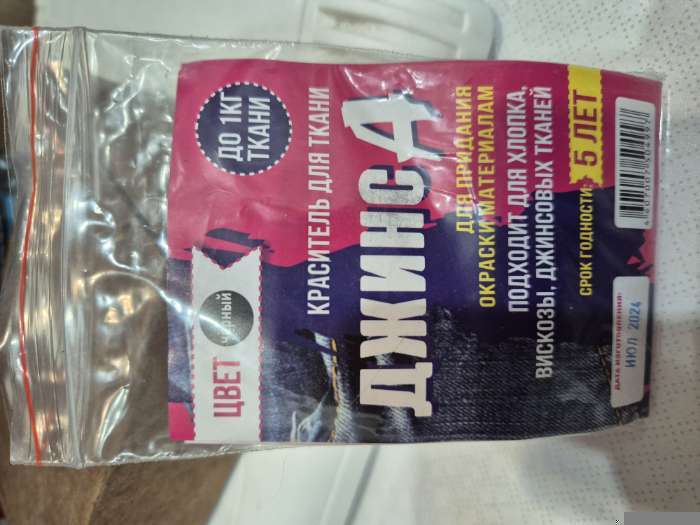 ДО 1КГ
ТКАНИ
ЦВЕТ
черный
КРАСИТЕЛЬ ДЛЯ ТКАНИ
ДЖИНСА
ДЛЯ ПРИДАНИЯ
ОКРАСКИ МАТЕРИАЛАМ
ПОДХОДИТ ДЛЯ ХЛОПКА,
ВИСКОЗЫ, ДЖИНСОВЫХ ТКАНЕЙ
СРОК ГОДНОСТИ: 5 ЛЕТ
ДАТА ИЗГОТОВЛЕНИЯ:
ИЮЛ 2024